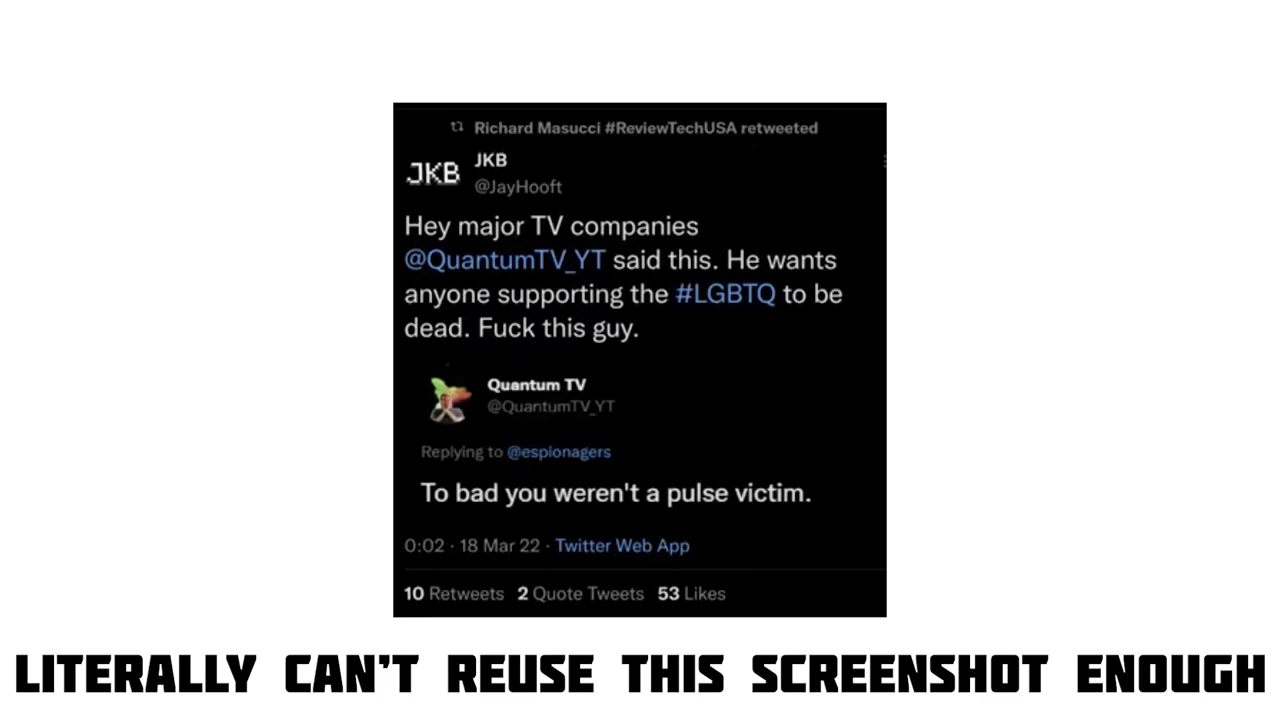 Richard Masucci #ReviewTechUSA retweeted
JKB
JKB
@JayHooft
Hey major TV companies
@QuantumTV_YT said this. He wants
anyone supporting the #LGBTQ to be
dead. Fuck this guy.
Quantum TV
@QuantumTV_YT
Replying to @espionagers
To bad you weren't a pulse victim.
0:02 · 18 Mar 22 · Twitter Web App
10 Retweets 2 Quote Tweets 53 Likes
LITERALLY CAN'T REUSE THIS SCREENSHOT ENOUGH